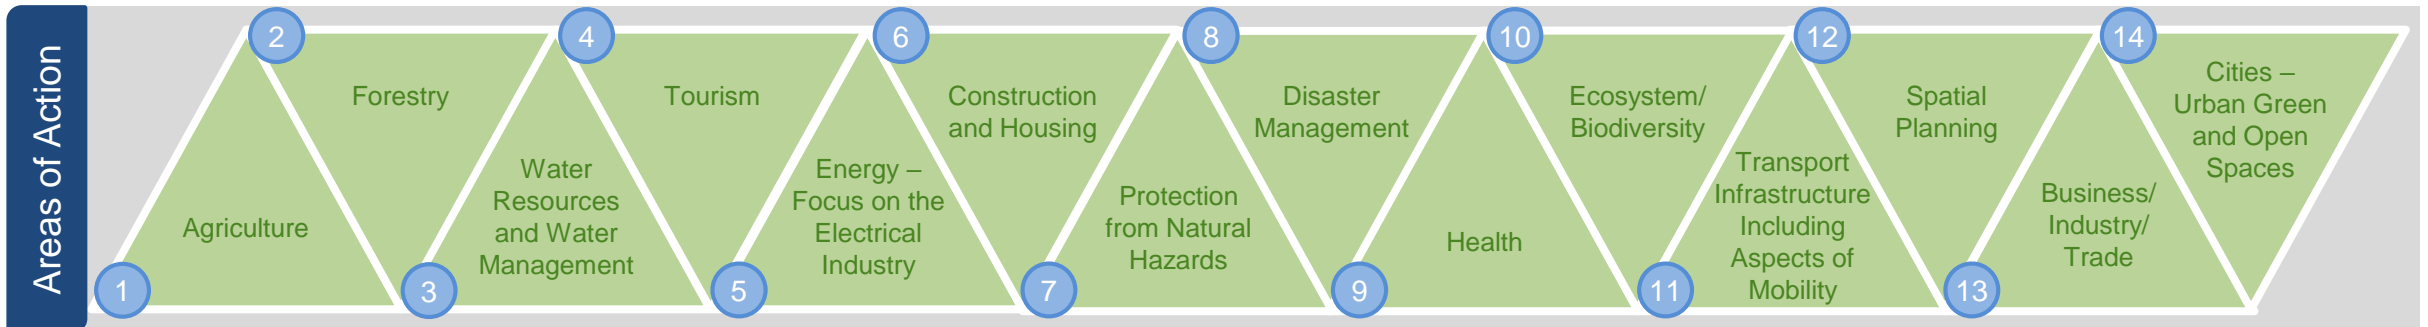 Areas of Action
1
Agriculture
2
Forestry
3
Water
Resources
and Water
Management
4
Tourism
5
Energy –
Focus on the
Electrical
Industry
6
Construction
and Housing
7
Protection
from Natural
Hazards
8
Disaster
Management
9
Health
10
Ecosystem/
Biodiversity
11
Transport
Infrastructure
Including
Aspects of
Mobility
12
Spatial
Planning
13
Business/
Industry/
Trade
14
Cities –
Urban Green
and Open
Spaces